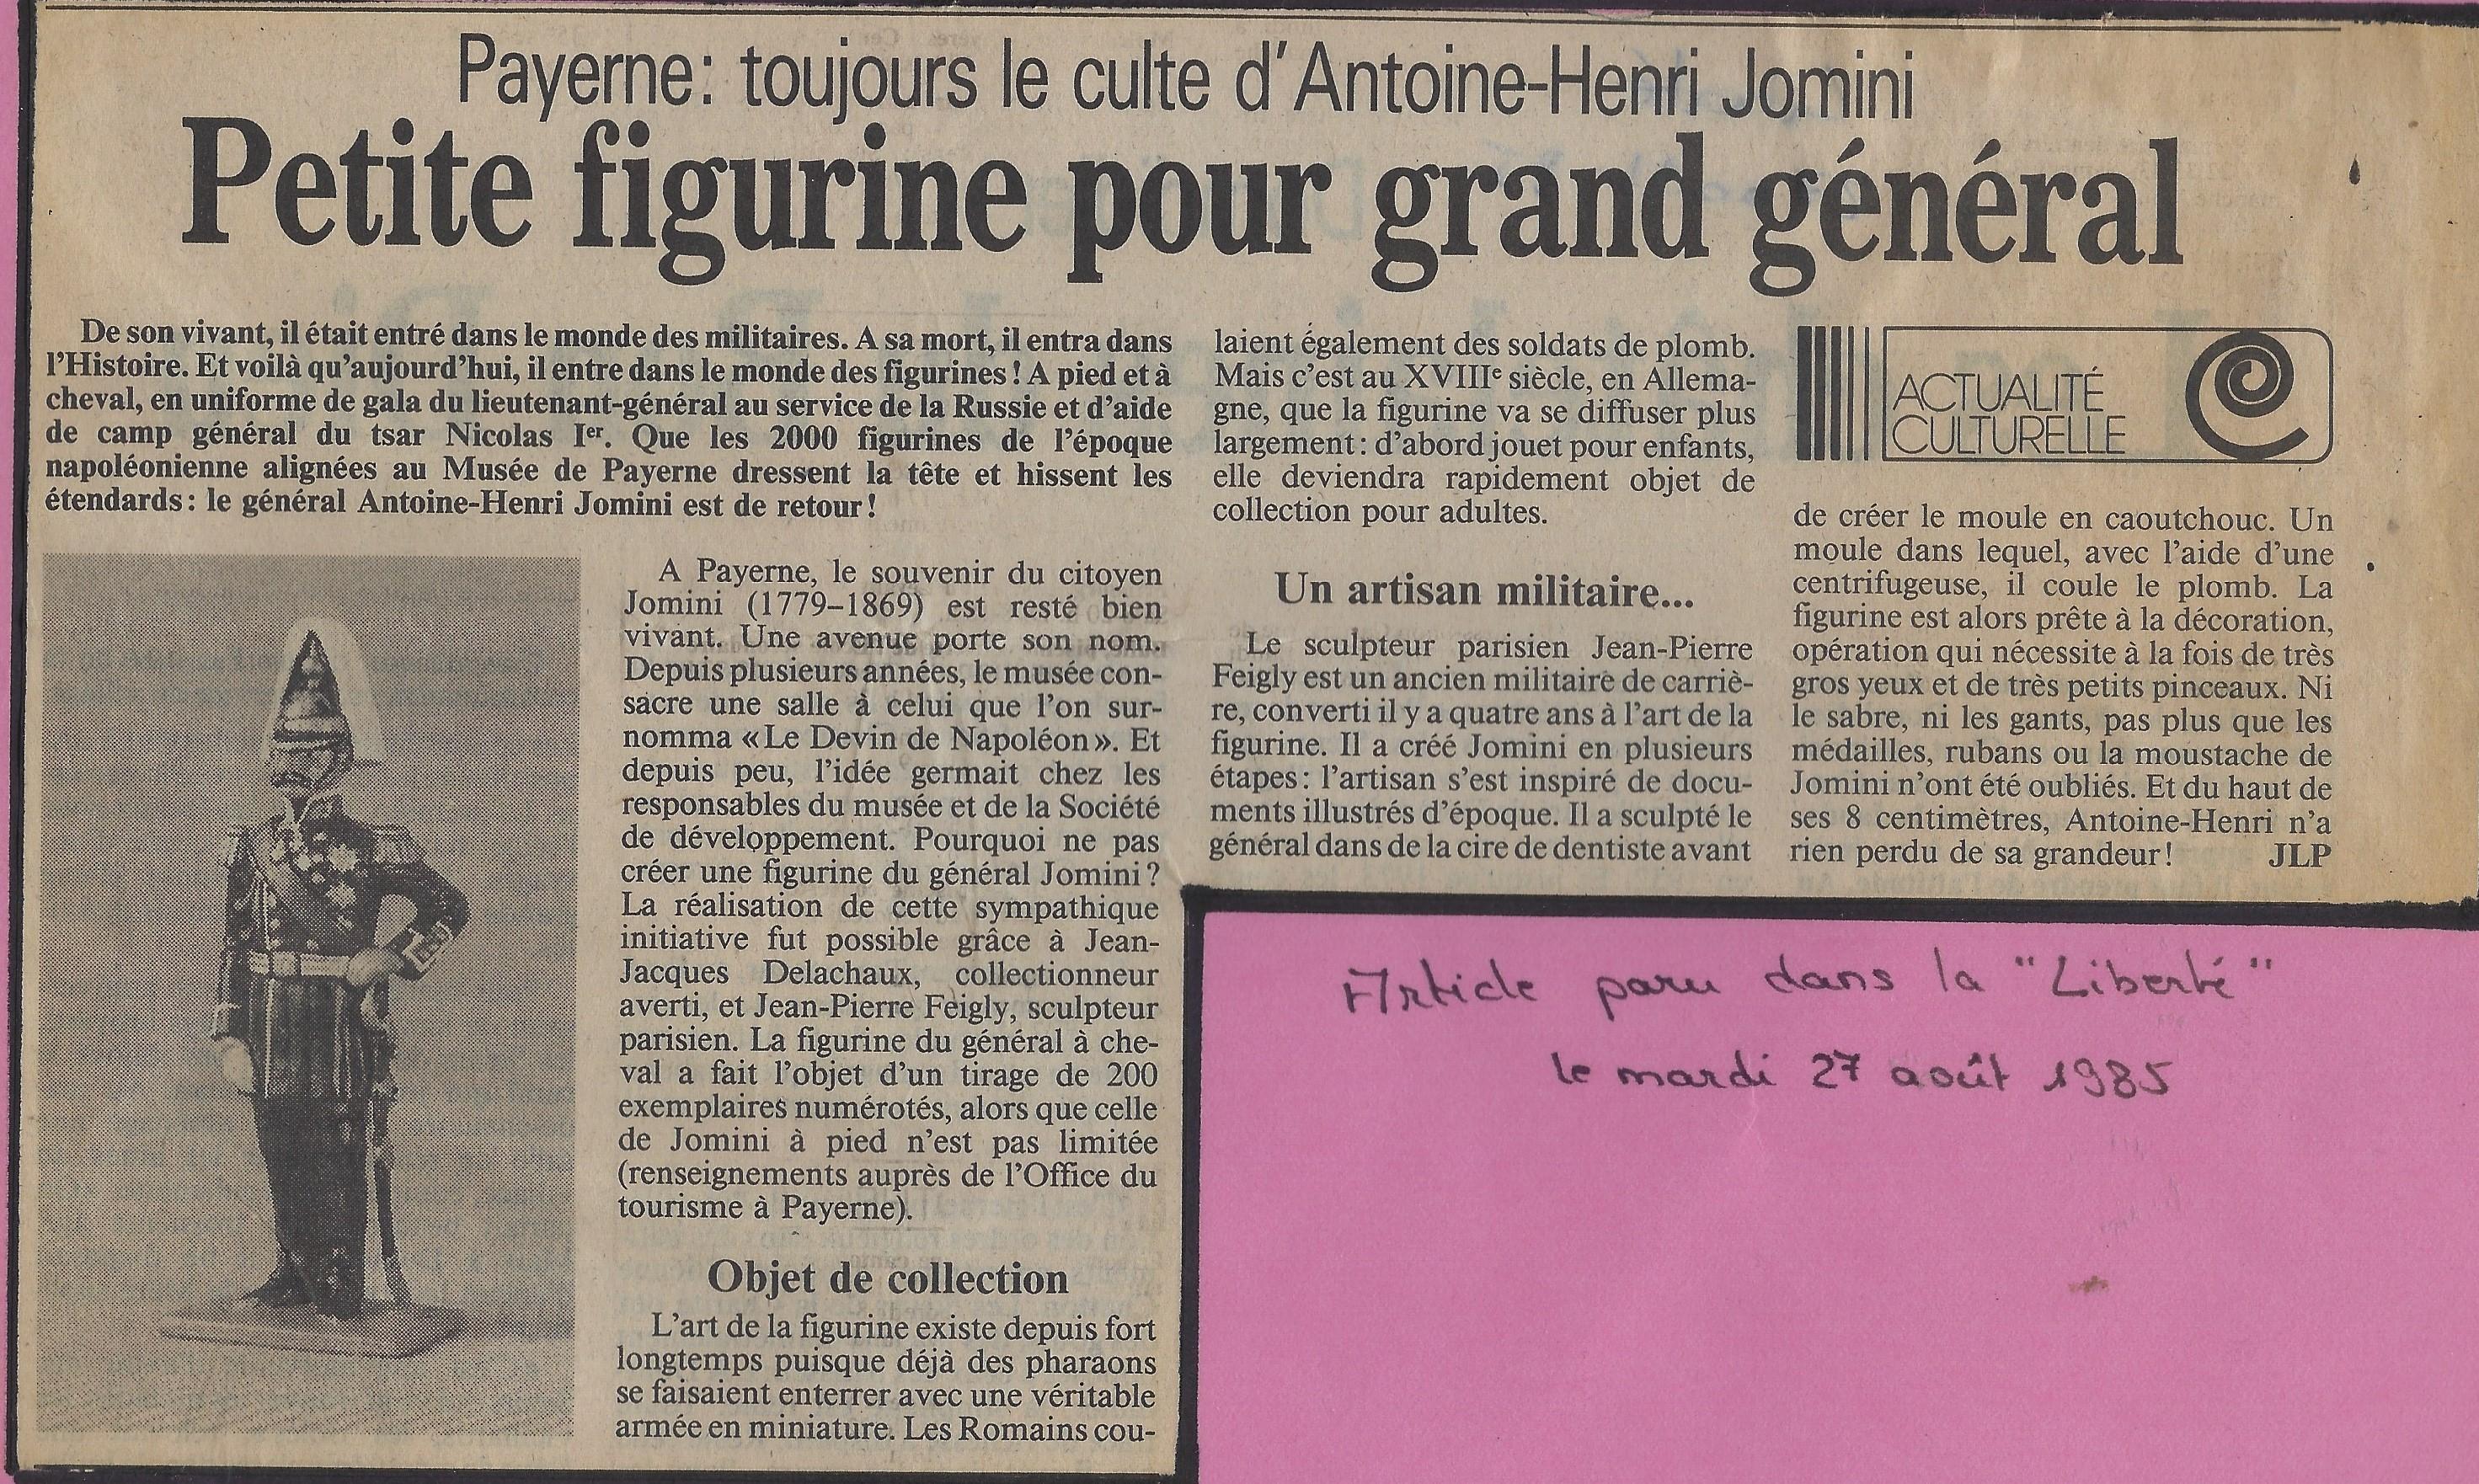 Payerne: toujours le culte d'Antoine-Henri Jomini
Petite figurine pour grand général
De son vivant, il était entré dans le monde des militaires. A sa mort, il entra dans
l'Histoire. Et voilà qu'aujourd'hui, il entre dans le monde des figurines! A pied et à
cheval, en uniforme de gala du lieutenant-général au service de la Russie et d'aide
de camp général du tsar Nicolas Ier. Que les 2000 figurines de l'époque
napoléonienne alignées au Musée de Payerne dressent la tête et hissent les
étendards: le général Antoine-Henri Jomini est de retour!
A Payerne, le souvenir du citoyen
Jomini (1779–1869) est resté bien
vivant. Une avenue porte son nom.
Depuis plusieurs années, le musée con-
sacre une salle à celui que l'on sur-
nomma «Le Devin de Napoléon». Et
depuis peu, l'idée germait chez les
responsables du musée et de la Société
de développement. Pourquoi ne pas
créer une figurine du général Jomini?
La réalisation de cette sympathique
initiative fut possible grâce à Jean-
Jacques Delachaux, collectionneur
averti, et Jean-Pierre Feigly, sculpteur
parisien. La figurine du général à che-
val a fait l'objet d'un tirage de 200
exemplaires numérotés, alors que celle
de Jomini à pied n'est pas limitée
(renseignements auprès de l'Office du
tourisme à Payerne).
Objet de collection
L'art de la figurine existe depuis fort
longtemps puisque déjà des pharaons
se faisaient enterrer avec une véritable
armée en miniature. Les Romains cou-
laient également des soldats de plomb.
Mais c'est au XVIIIe siècle, en Allema-
gne, que la figurine va se diffuser plus
largement: d'abord jouet pour enfants,
elle deviendra rapidement objet de
collection pour adultes.
Un artisan militaire...
Le sculpteur parisien Jean-Pierre
Feigly est un ancien militaire de carriè-
re, converti il y a quatre ans à l'art de la
figurine. Il a créé Jomini en plusieurs
étapes: l'artisan s'est inspiré de docu-
ments illustrés d'époque. Il a sculpté le
général dans de la cire de dentiste avant
ACTUALITÉ
CULTURELLE
de créer le moule en caoutchouc. Un
moule dans lequel, avec l'aide d'une
centrifugeuse, il coule le plomb. La
figurine est alors prête à la décoration,
opération qui nécessite à la fois de très
gros yeux et de très petits pinceaux. Ni
le sabre, ni les gants, pas plus que les
médailles, rubans ou la moustache de
Jomini n'ont été oubliés. Et du haut de
ses 8 centimètres, Antoine-Henri n'a
rien perdu de sa grandeur! JLP
Article paru dans la "Liberté"
le mardi 27 août 1985